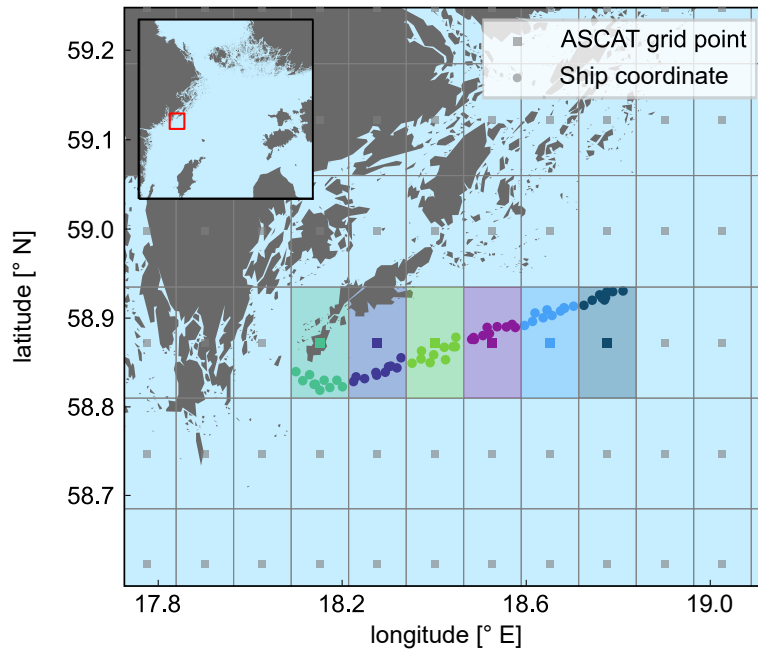 ASCAT grid point
Ship coordinate
59.2
59.1
59.0
58.9
58.8
58.7
latitude [° N]
17.8
18.2
18.6
19.0
longitude [° E]